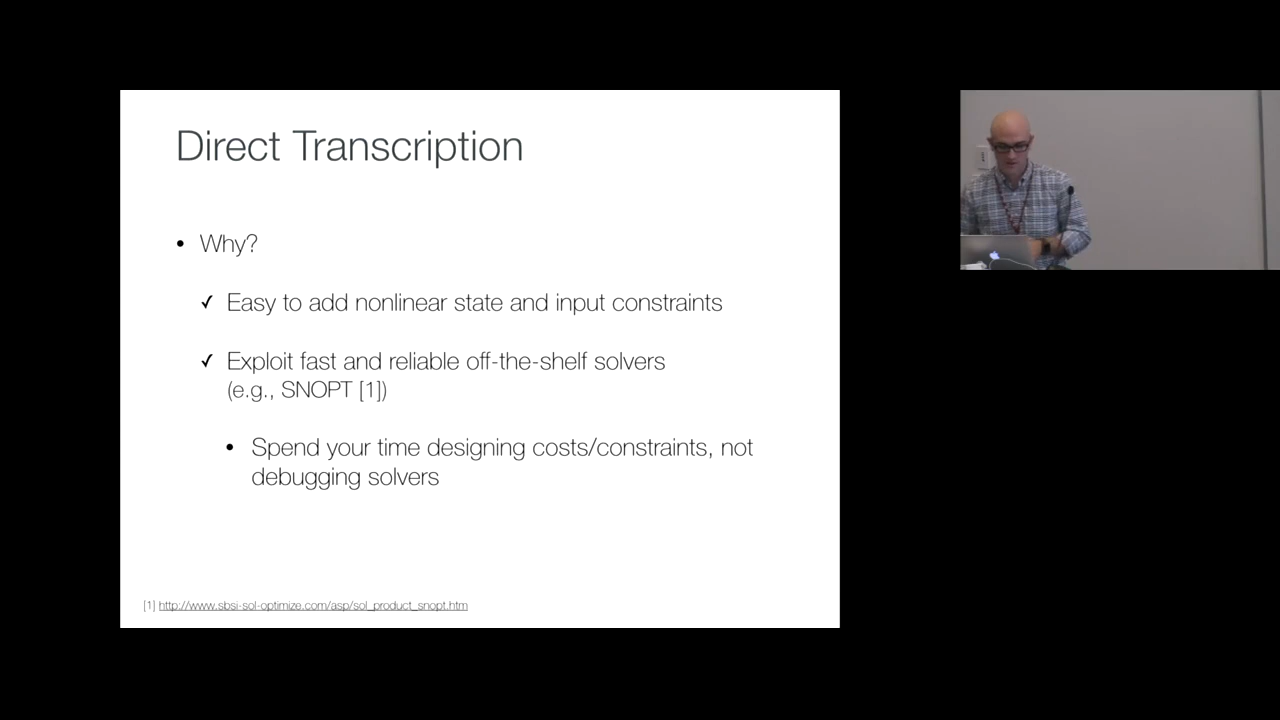 Direct Transcription
• Why?
✓ Easy to add nonlinear state and input constraints
✓ Exploit fast and reliable off-the-shelf solvers
(e.g., SNOPT [1])
• Spend your time designing costs/constraints, not
debugging solvers
[1] http://www.sbsi-sol-optimize.com/asp/sol_product_snopt.htm